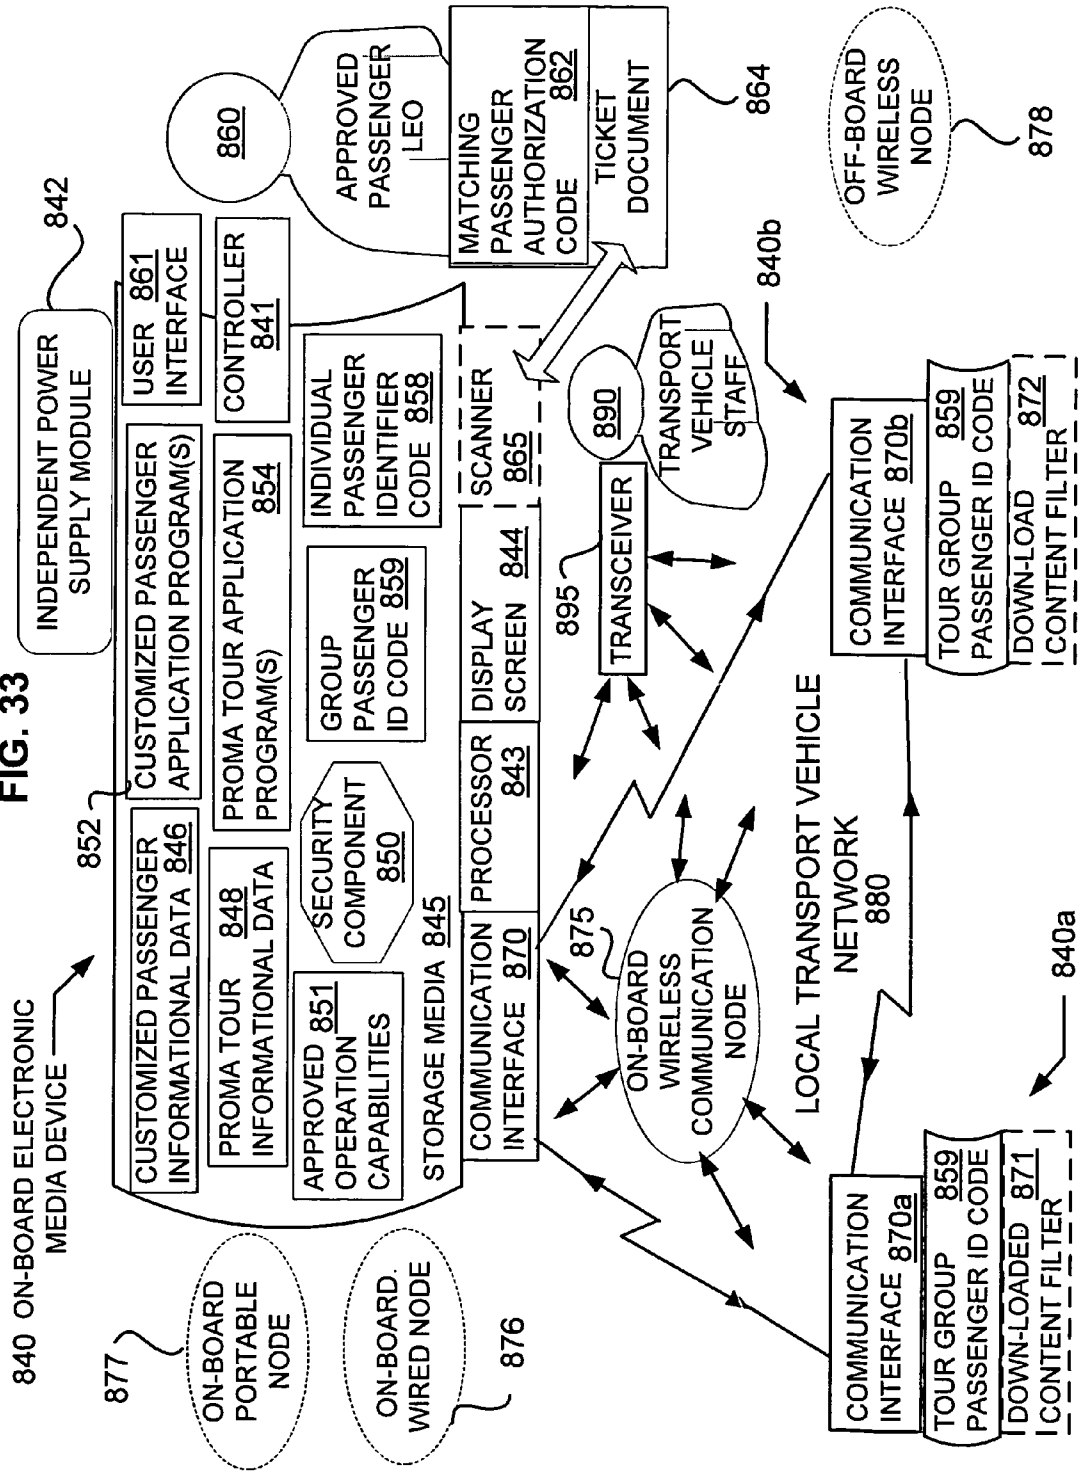 FIG. 33
840 ON-BOARD ELECTRONIC
MEDIA DEVICE
INDEPENDENT POWER
SUPPLY MODULE
842
852
CUSTOMIZED PASSENGER
INFORMATIONAL DATA 846
CUSTOMIZED PASSENGER
APPLICATION PROGRAM(S)
USER 861
INTERFACE
860
APPROVED
PASSENGER
LEO
877
ON-BOARD
PORTABLE
NODE
PROMA TOUR 848
INFORMATIONAL DATA
PROMA TOUR APPLICATION
PROGRAM(S) 854
CONTROLLER
841
APPROVED 851
OPERATION
CAPABILITIES
SECURITY
COMPONENT
850
GROUP
PASSENGER
ID CODE 859
INDIVIDUAL
PASSENGER
IDENTIFIER
CODE 858
ON-BOARD.
WIRED NODE
876
STORAGE MEDIA 845
COMMUNICATION
INTERFACE 870
PROCESSOR
843
DISPLAY
SCREEN 844
SCANNER
865
MATCHING
PASSENGER
AUTHORIZATION
CODE 862
TICKET
DOCUMENT
864
875
ON-BOARD
WIRELESS
COMMUNICATION
NODE
895
TRANSCEIVER
890
TRANSPORT
VEHICLE
STAFF
840b
LOCAL TRANSPORT VEHICLE
NETWORK
880
OFF-BOARD
WIRELESS
NODE
878
840a
COMMUNICATION
INTERFACE 870a
TOUR GROUP 859
PASSENGER ID CODE
DOWN-LOADED 871
CONTENT FILTER
COMMUNICATION
INTERFACE 870b
TOUR GROUP 859
PASSENGER ID CODE
DOWN-LOAD 872
CONTENT FILTER